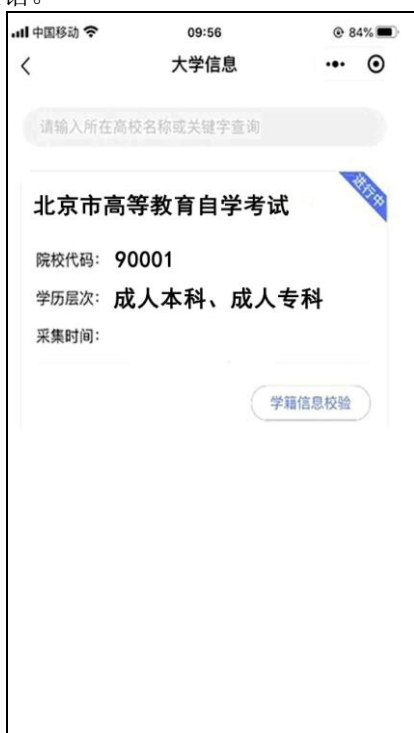 中国移动 09:56 84%
大学信息
请输入所在高校名称或关键字查询
进行中
北京市高等教育自学考试
院校代码： 90001
学历层次： 成人本科、成人专科
采集时间：
学籍信息校验